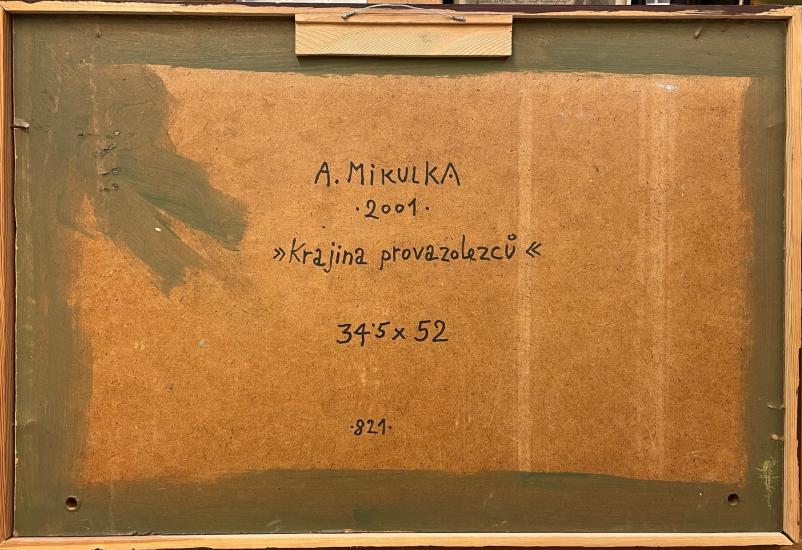 A. MiKULKA
·2001·
»Krajina provazolezců«
34·5 x 52
·821·